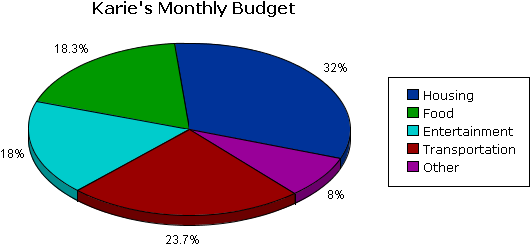 Karie's Monthly Budget
18.3%
32%
18%
8%
23.7%
Housing
Food
Entertainment
Transportation
Other